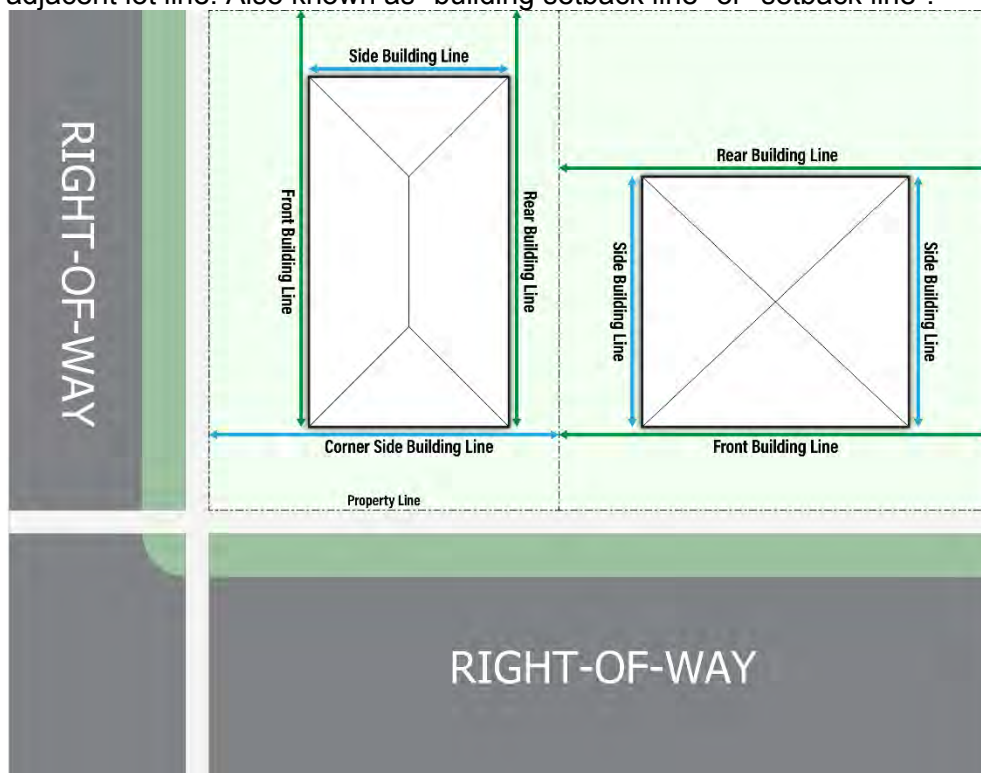 adjacent lot line. Also known as "building setback line" or "setback line".
Side Building Line
RIGHT-OF-WAY
Front Building Line
Rear Building Line
Rear Building Line
Side Building Line
Side Building Line
Corner Side Building Line
Front Building Line
Property Line
RIGHT-OF-WAY